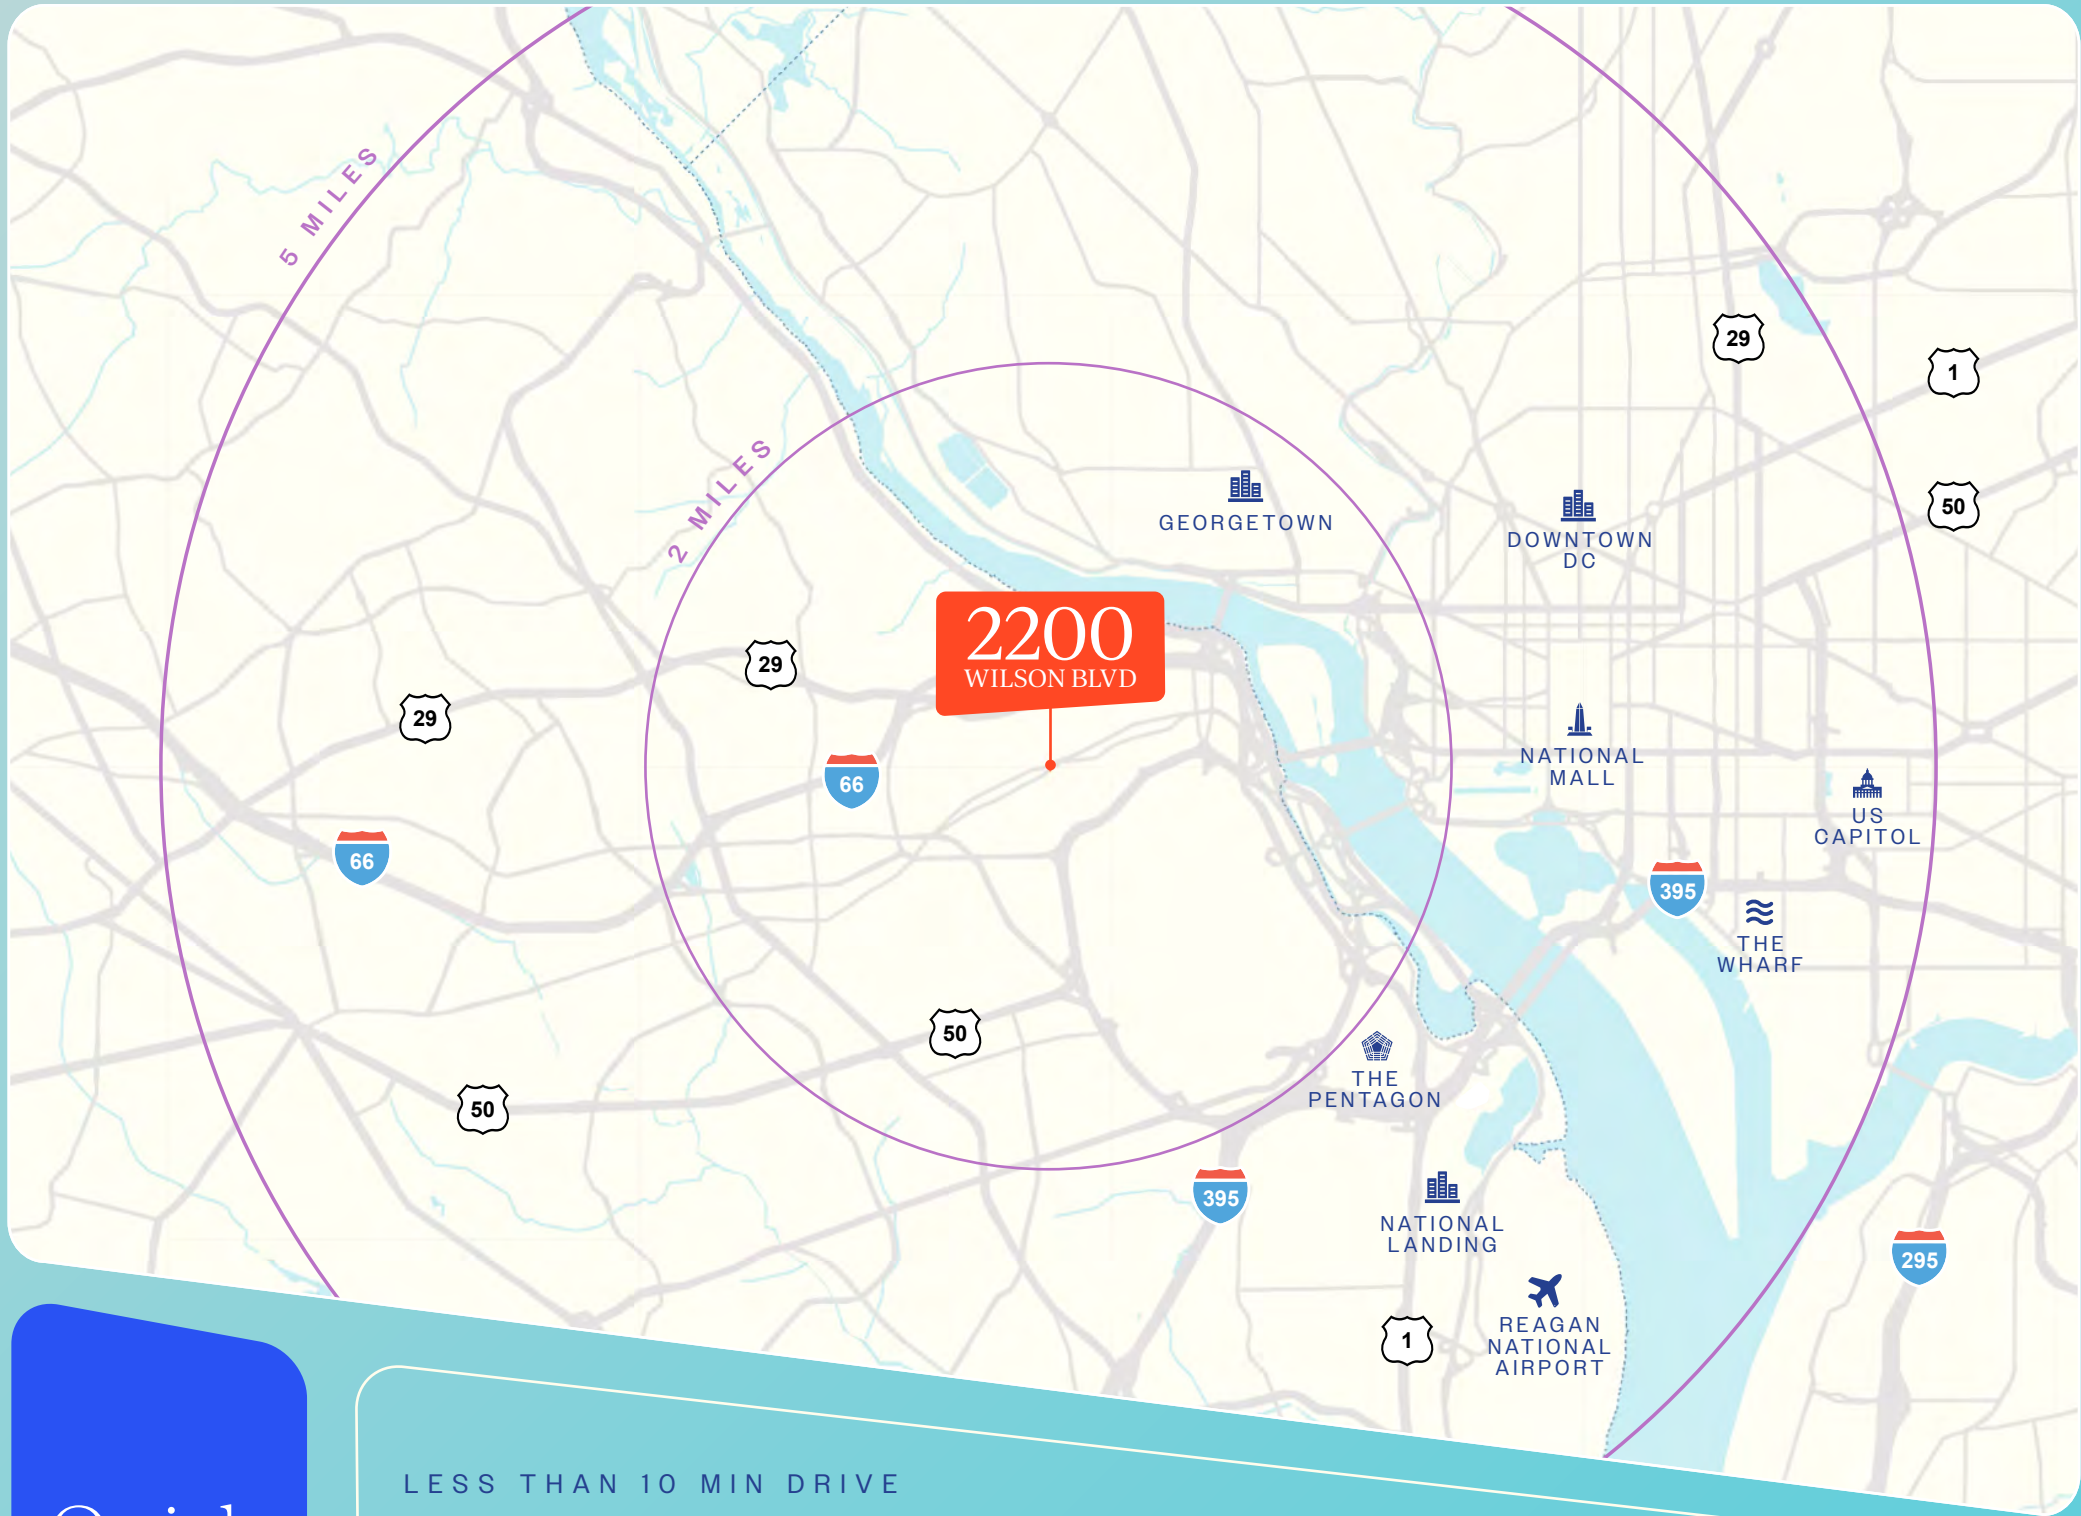 5 MILES
29
1
2 MILES
GEORGETOWN
DOWNTOWN
DC
50
2200
WILSON BLVD
29
29
66
NATIONAL
MALL
US
CAPITOL
66
395
THE
WHARF
50
THE
PENTAGON
50
395
NATIONAL
LANDING
295
1
REAGAN
NATIONAL
AIRPORT
LESS THAN 10 MIN DRIVE